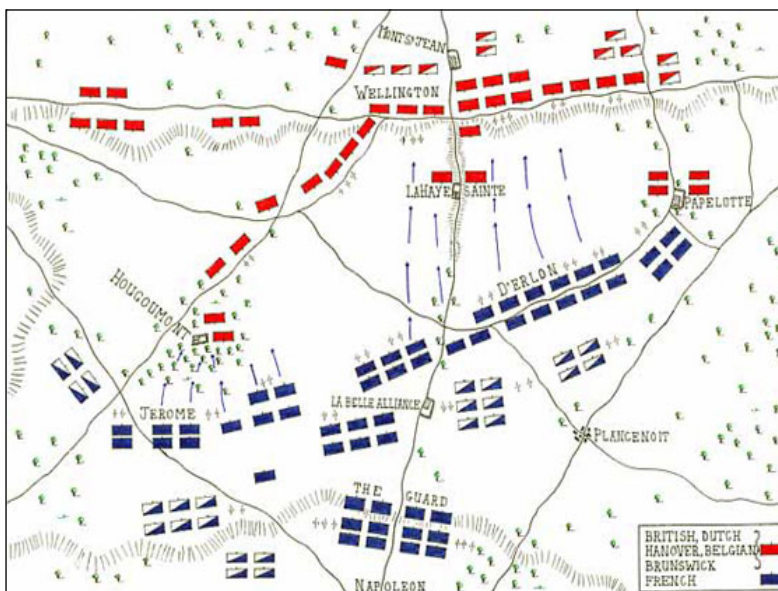 MONT ST JEAN
WELLINGTON
LA HAYE SAINTE
PAPELOTTE
D'ERLON
HOUGOUMONT
JEROME
LA BELLE ALLIANCE
PLANCENOIT
THE GUARD
NAPOLEON
BRITISH, DUTCH
HANOVER, BELGIAN
BRUNSWICK
FRENCH